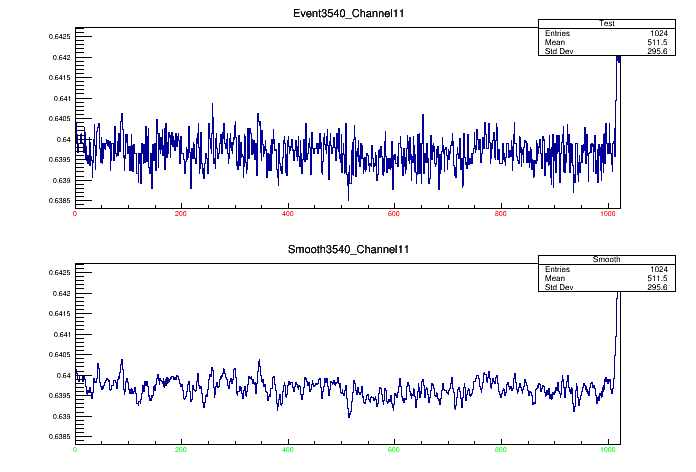 Event3540_Channel11
Test
Entries 1024
Mean 511.5
Std Dev 295.6
0.6425
0.642
0.6415
0.641
0.6405
0.64
0.6395
0.639
0.6385
0 200 400 600 800 1000
Smooth3540_Channel11
Smooth
Entries 1024
Mean 511.5
Std Dev 295.6
0.6425
0.642
0.6415
0.641
0.6405
0.64
0.6395
0.639
0.6385
0 200 400 600 800 1000